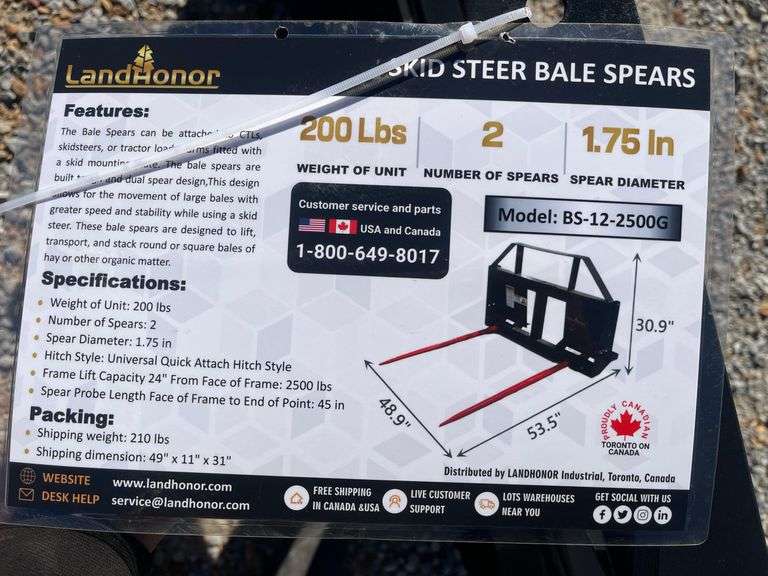 LANDHONOR
SKID STEER BALE SPEARS
Features:
The Bale Spears can be CTLs,
skidsteers, or tractor fitted with
a skid The bale spears are
built and dual spear design,This design
for the movement of large bales with
greater speed and stability while using a skid
steer. These bale spears are designed to lift,
transport, and stack round or square bales of
hay or other organic matter.
Specifications:
Weight of Unit: 200 lbs
Number of Spears: 2
Spear Diameter: 1.75 in
Hitch Style: Universal Quick Attach Hitch Style
Frame Lift Capacity 24" From Face of Frame: 2500 lbs
Spear Probe Length Face of Frame to End of Point: 45 in
Packing:
Shipping weight: 210 lbs
Shipping dimension: 49" x 11" x 31"
200 Lbs
WEIGHT OF UNIT
2
NUMBER OF SPEARS
1.75 In
SPEAR DIAMETER
Customer service and parts
USA and Canada
1-800-649-8017
Model: BS-12-2500G
30.9"
48.9"
53.5"
PROUDLY CANADIAN
TORONTO ON
CANADA
Distributed by LANDHONOR Industrial, Toronto, Canada
WEBSITE www.landhonor.com
DESK HELP service@landhonor.com
FREE SHIPPING
IN CANADA &USA
LIVE CUSTOMER
SUPPORT
LOTS WAREHOUSES
NEAR YOU
GET SOCIAL WITH US